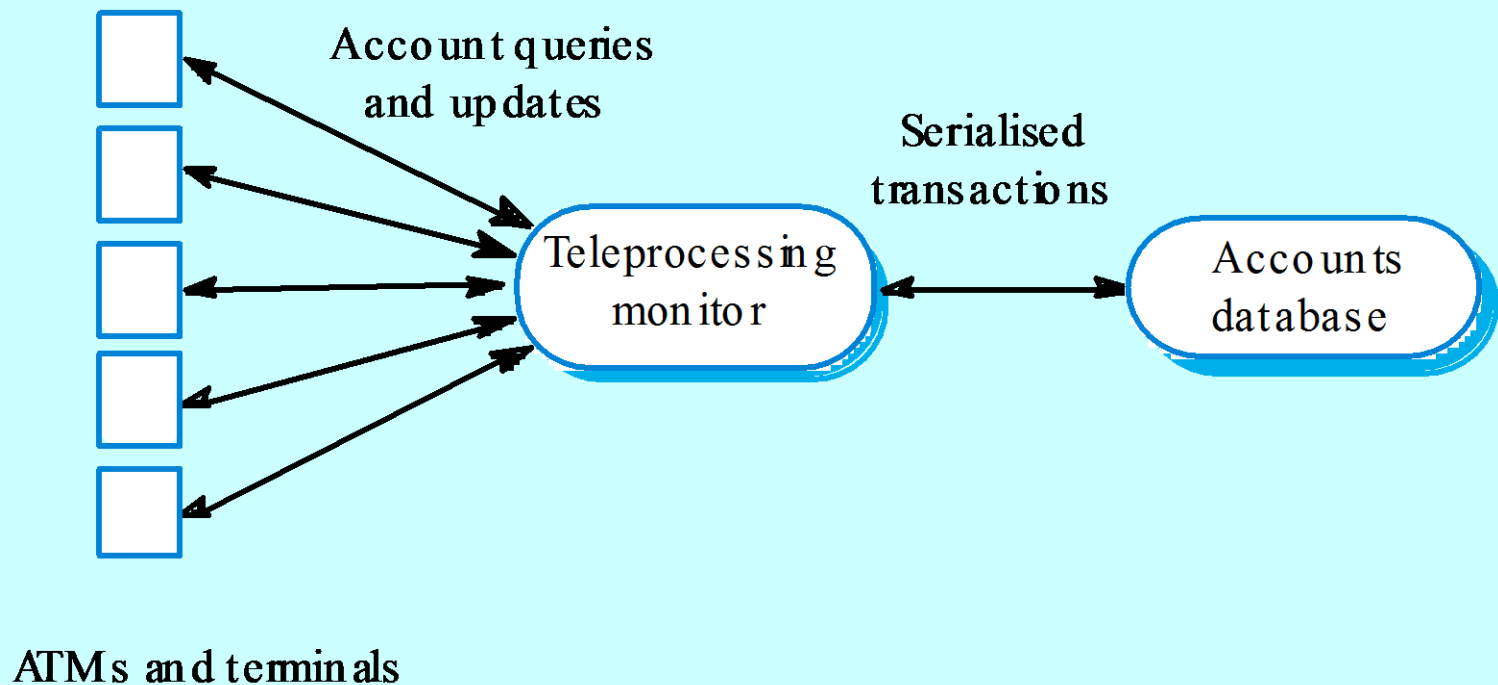 Account queries
and updates
Serialised
transactions
Teleprocessing
monitor
Accounts
database
ATMs and terminals